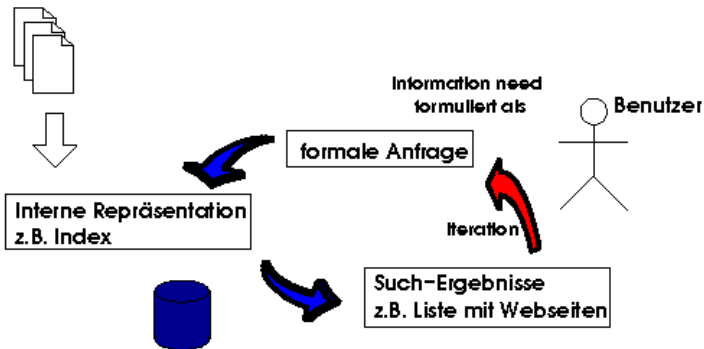 Information need
formuliert als
Benutzer
formale Anfrage
Interne Repräsentation
z.B. Index
Iteration
Such-Ergebnisse
z.B. Liste mit Webseiten